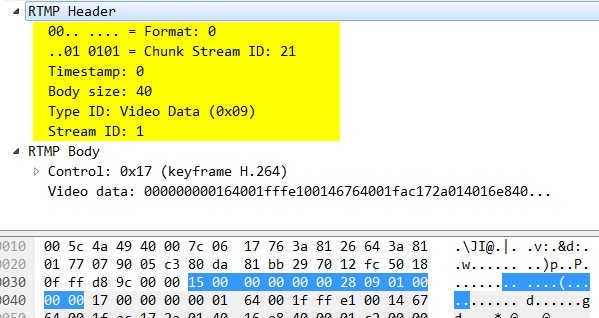 RTMP Header
00.. .... = Format: 0
..01 0101 = Chunk Stream ID: 21
Timestamp: 0
Body size: 40
Type ID: Video Data (0x09)
Stream ID: 1
RTMP Body
Control: 0x17 (keyframe H.264)
Video data: 000000000164001fffe100146764001fac172a014016e840...
0010 00 5c 4a 49 40 00 7c 06 17 76 3a 81 26 64 3a 81 .\JI@.|. .v:.&d:.
0020 01 77 07 90 05 c3 80 da 81 bb 29 70 12 fc 50 18 .w...... ..)p..P.
0030 0f ff d8 9c 00 00 15 00 00 00 00 00 28 09 01 00 ........ ....(...
0040 00 00 17 00 00 00 00 01 64 00 1f ff e1 00 14 67 ........ d......g